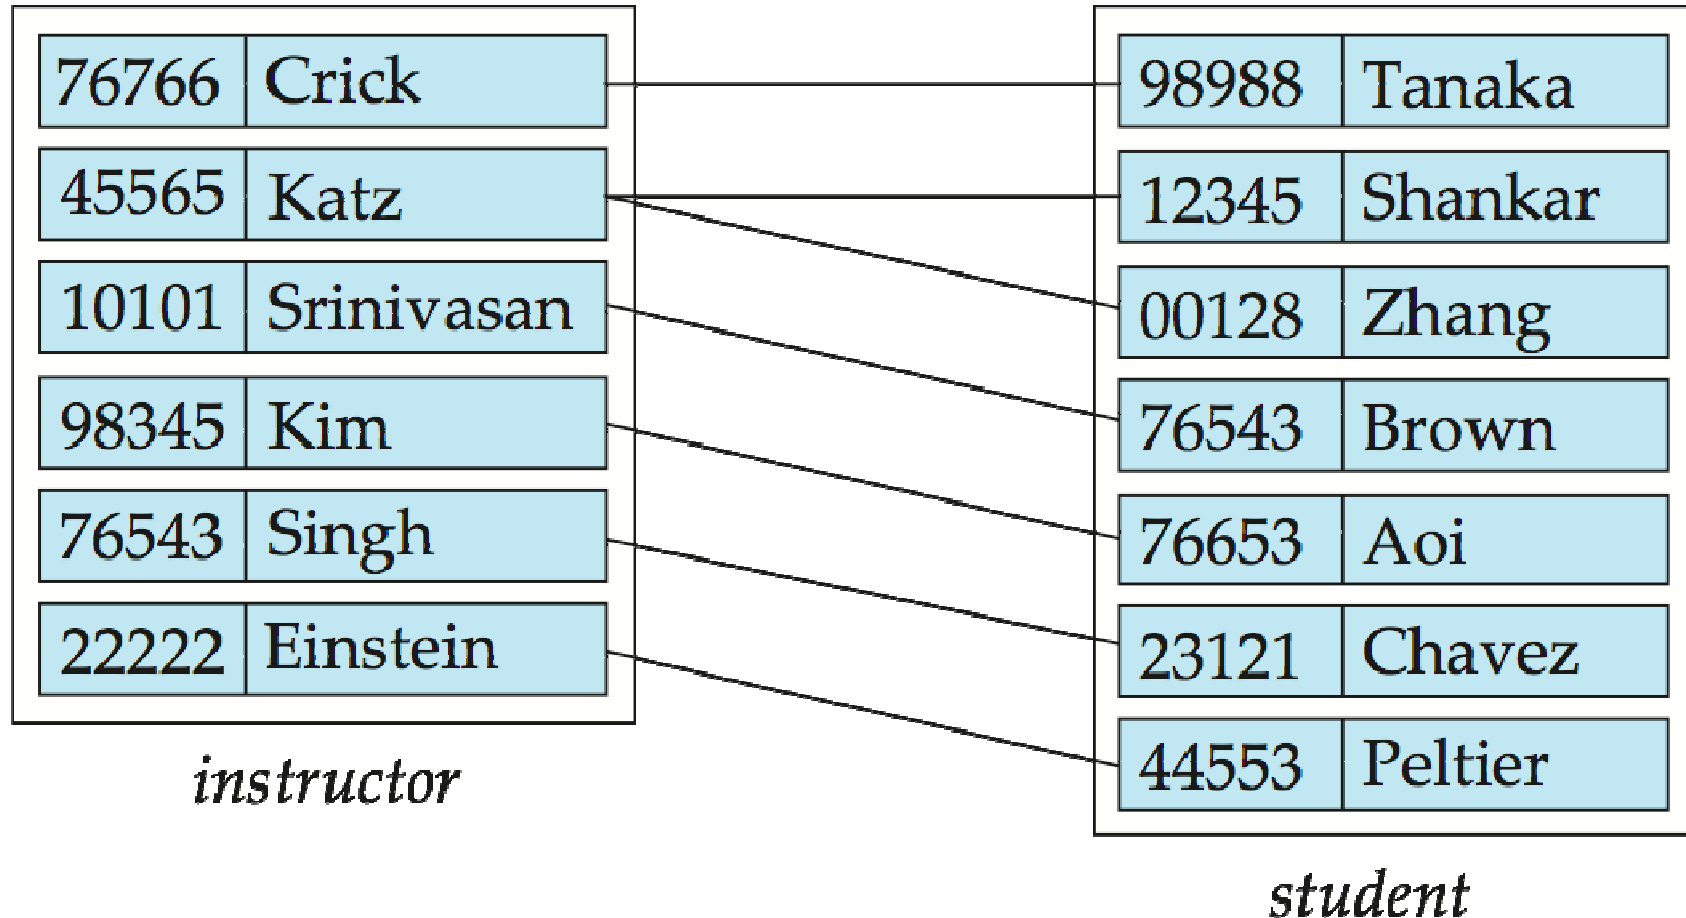 76766 Crick
45565 Katz
10101 Srinivasan
98345 Kim
76543 Singh
22222 Einstein
instructor
98988 Tanaka
12345 Shankar
00128 Zhang
76543 Brown
76653 Aoi
23121 Chavez
44553 Peltier
student